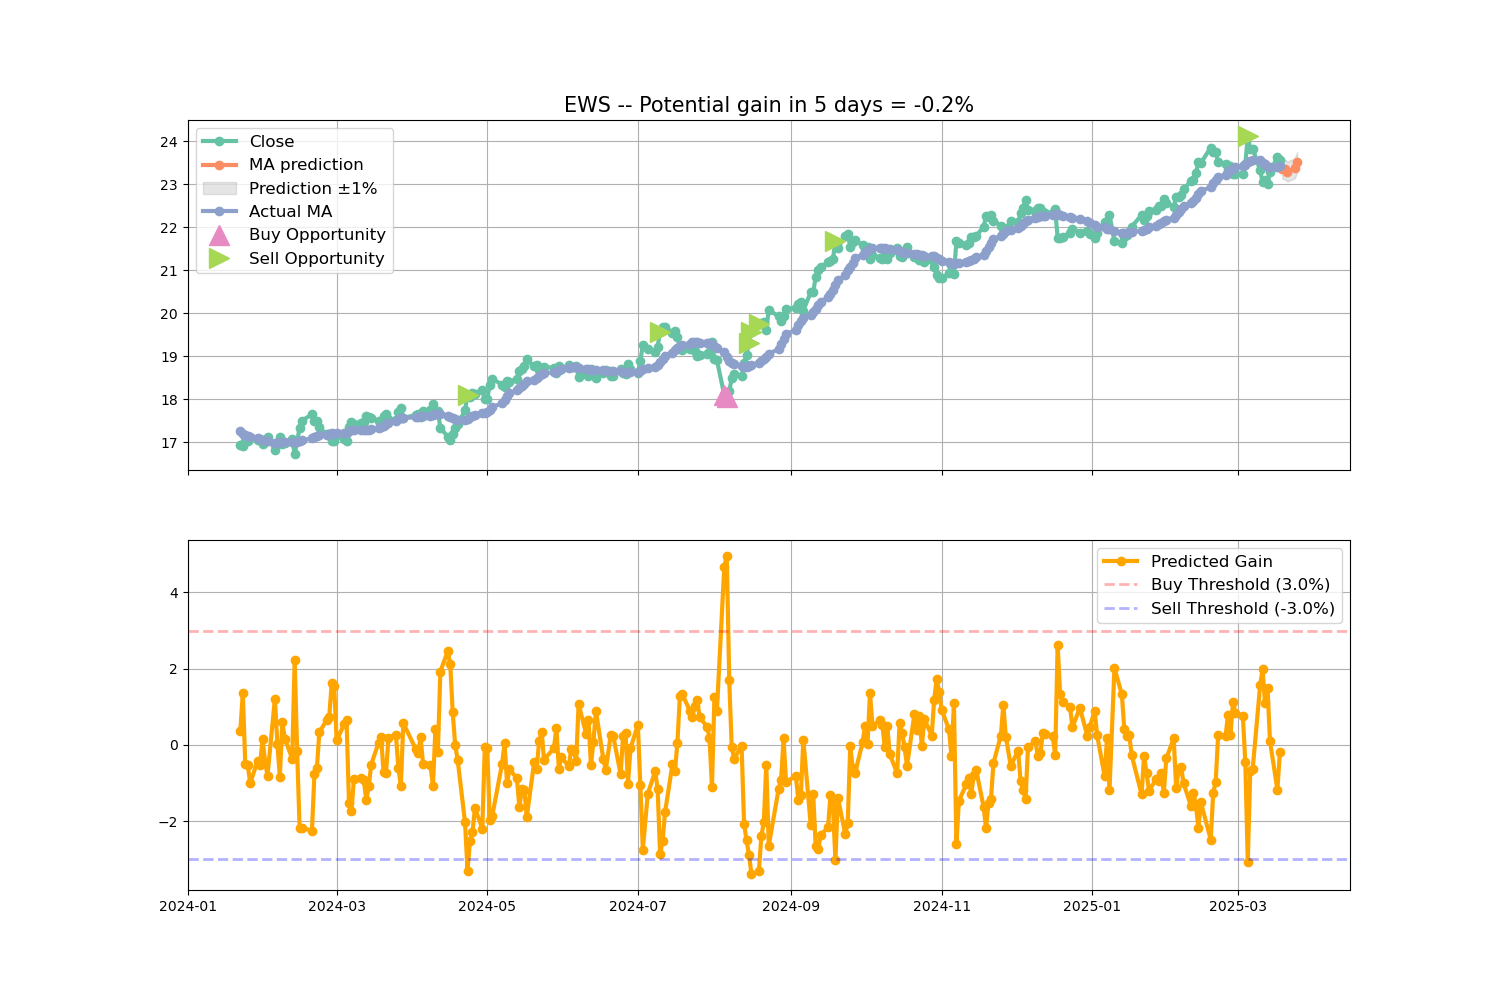 EWS -- Potential gain in 5 days = -0.2%
Close
MA prediction
Prediction ±1%
Actual MA
Buy Opportunity
Sell Opportunity
24
23
22
21
20
19
18
17
Predicted Gain
Buy Threshold (3.0%)
Sell Threshold (-3.0%)
4
2
0
−2
2024-01 2024-03 2024-05 2024-07 2024-09 2024-11 2025-01 2025-03